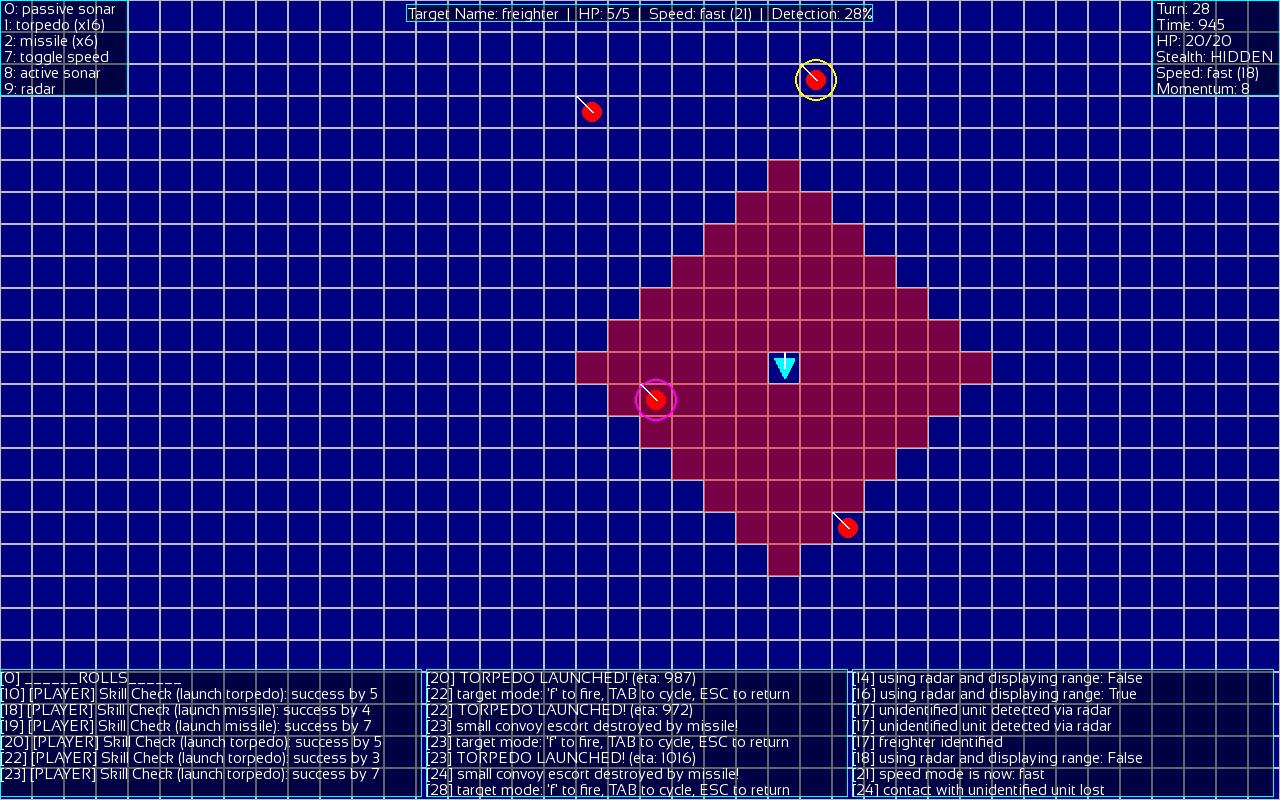 0: passive sonar
1: torpedo (x16)
2: missile (x6)
7: toggle speed
8: active sonar
9: radar
Target Name: freighter | HP: 5/5 | Speed: fast (21) | Detection: 28%
Turn: 28
Time: 945
HP: 20/20
Stealth: HIDDEN
Speed: fast (18)
Momentum: 8
[0] ______ROLLS______
[10] [PLAYER] Skill Check (launch torpedo): success by 5
[18] [PLAYER] Skill Check (launch missile): success by 4
[19] [PLAYER] Skill Check (launch missile): success by 7
[20] [PLAYER] Skill Check (launch torpedo): success by 5
[22] [PLAYER] Skill Check (launch torpedo): success by 3
[23] [PLAYER] Skill Check (launch torpedo): success by 7
[20] TORPEDO LAUNCHED! (eta: 987)
[22] target mode: 'f' to fire, TAB to cycle, ESC to return
[22] TORPEDO LAUNCHED! (eta: 972)
[23] small convoy escort destroyed by missile!
[23] target mode: 'f' to fire, TAB to cycle, ESC to return
[23] TORPEDO LAUNCHED! (eta: 1016)
[24] small convoy escort destroyed by missile!
[28] target mode: 'f' to fire, TAB to cycle, ESC to return
[14] using radar and displaying range: False
[16] using radar and displaying range: True
[17] unidentified unit detected via radar
[17] unidentified unit detected via radar
[17] freighter identified
[18] using radar and displaying range: False
[21] speed mode is now: fast
[24] contact with unidentified unit lost